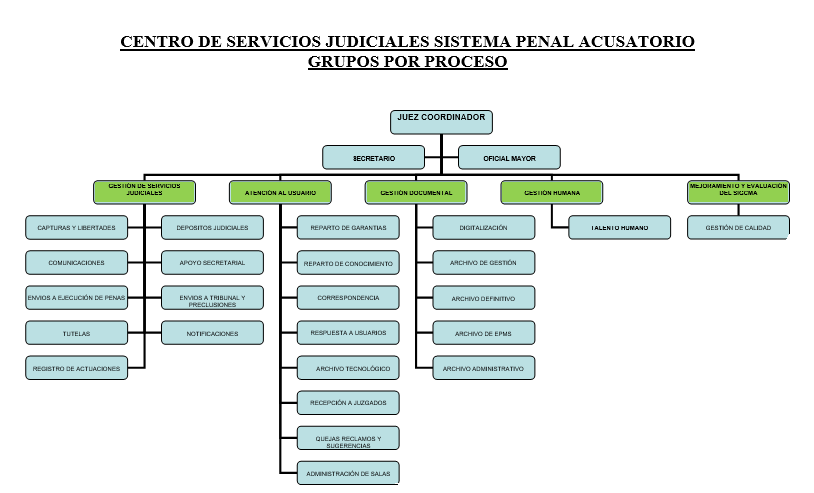 CENTRO DE SERVICIOS JUDICIALES SISTEMA PENAL ACUSATORIO
GRUPOS POR PROCESO
JUEZ COORDINADOR
SECRETARIO
OFICIAL MAYOR
GESTIÓN DE SERVICIOS
JUDICIALES
ATENCIÓN AL USUARIO
GESTIÓN DOCUMENTAL
GESTIÓN HUMANA
MEJORAMIENTO Y EVALUACIÓN
DEL SIGCMA
CAPTURAS Y LIBERTADES
DEPOSITOS JUDICIALES
REPARTO DE GARANTIAS
DIGITALIZACIÓN
TALENTO HUMANO
GESTIÓN DE CALIDAD
COMUNICACIONES
APOYO SECRETARIAL
REPARTO DE CONOCIMIENTO
ARCHIVO DE GESTIÓN
ENVIOS A EJECUCIÓN DE PENAS
ENVIOS A TRIBUNAL Y
PRECLUSIONES
CORRESPONDENCIA
ARCHIVO DEFINITIVO
TUTELAS
NOTIFICACIONES
RESPUESTA A USUARIOS
ARCHIVO DE EPMS
REGISTRO DE ACTUACIONES
ARCHIVO TECNOLÓGICO
ARCHIVO ADMINISTRATIVO
RECEPCIÓN A JUZGADOS
QUEJAS RECLAMOS Y
SUGERENCIAS
ADMINISTRACIÓN DE SALAS